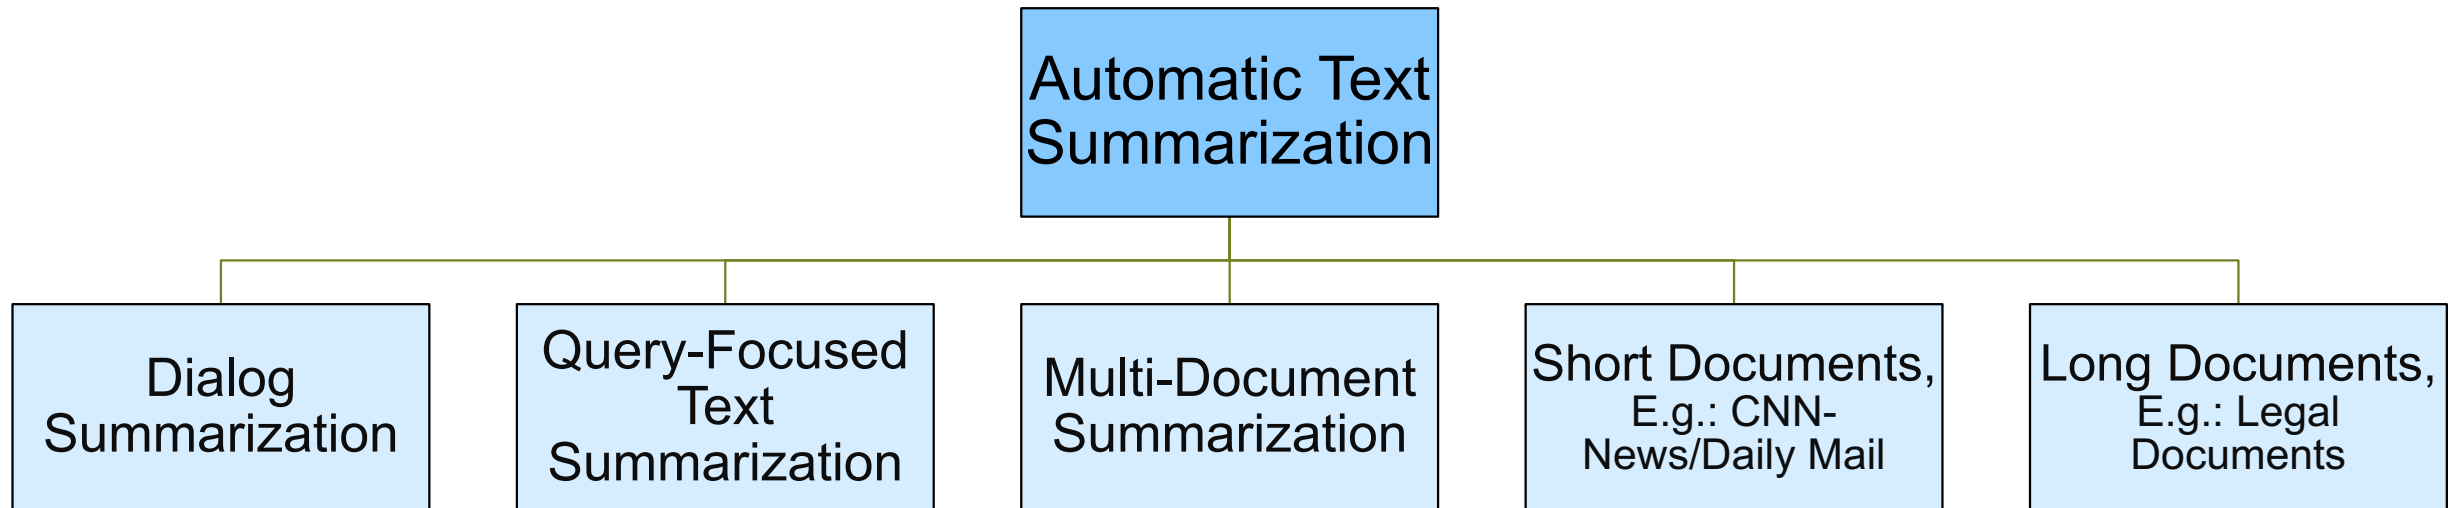 Automatic Text
Summarization
Dialog
Summarization
Query-Focused
Text
Summarization
Multi-Document
Summarization
Short Documents,
E.g.: CNN-
News/Daily Mail
Long Documents,
E.g.: Legal
Documents